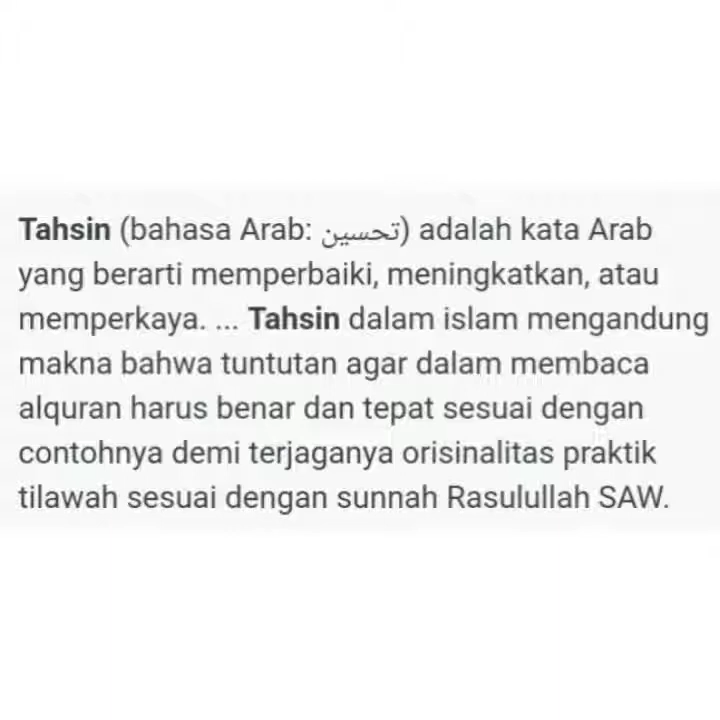 Tahsin (bahasa Arab: تحسين) adalah kata Arab
yang berarti memperbaiki, meningkatkan, atau
memperkaya. ... Tahsin dalam islam mengandung
makna bahwa tuntutan agar dalam membaca
alquran harus benar dan tepat sesuai dengan
contohnya demi terjaganya orisinalitas praktik
tilawah sesuai dengan sunnah Rasulullah SAW.